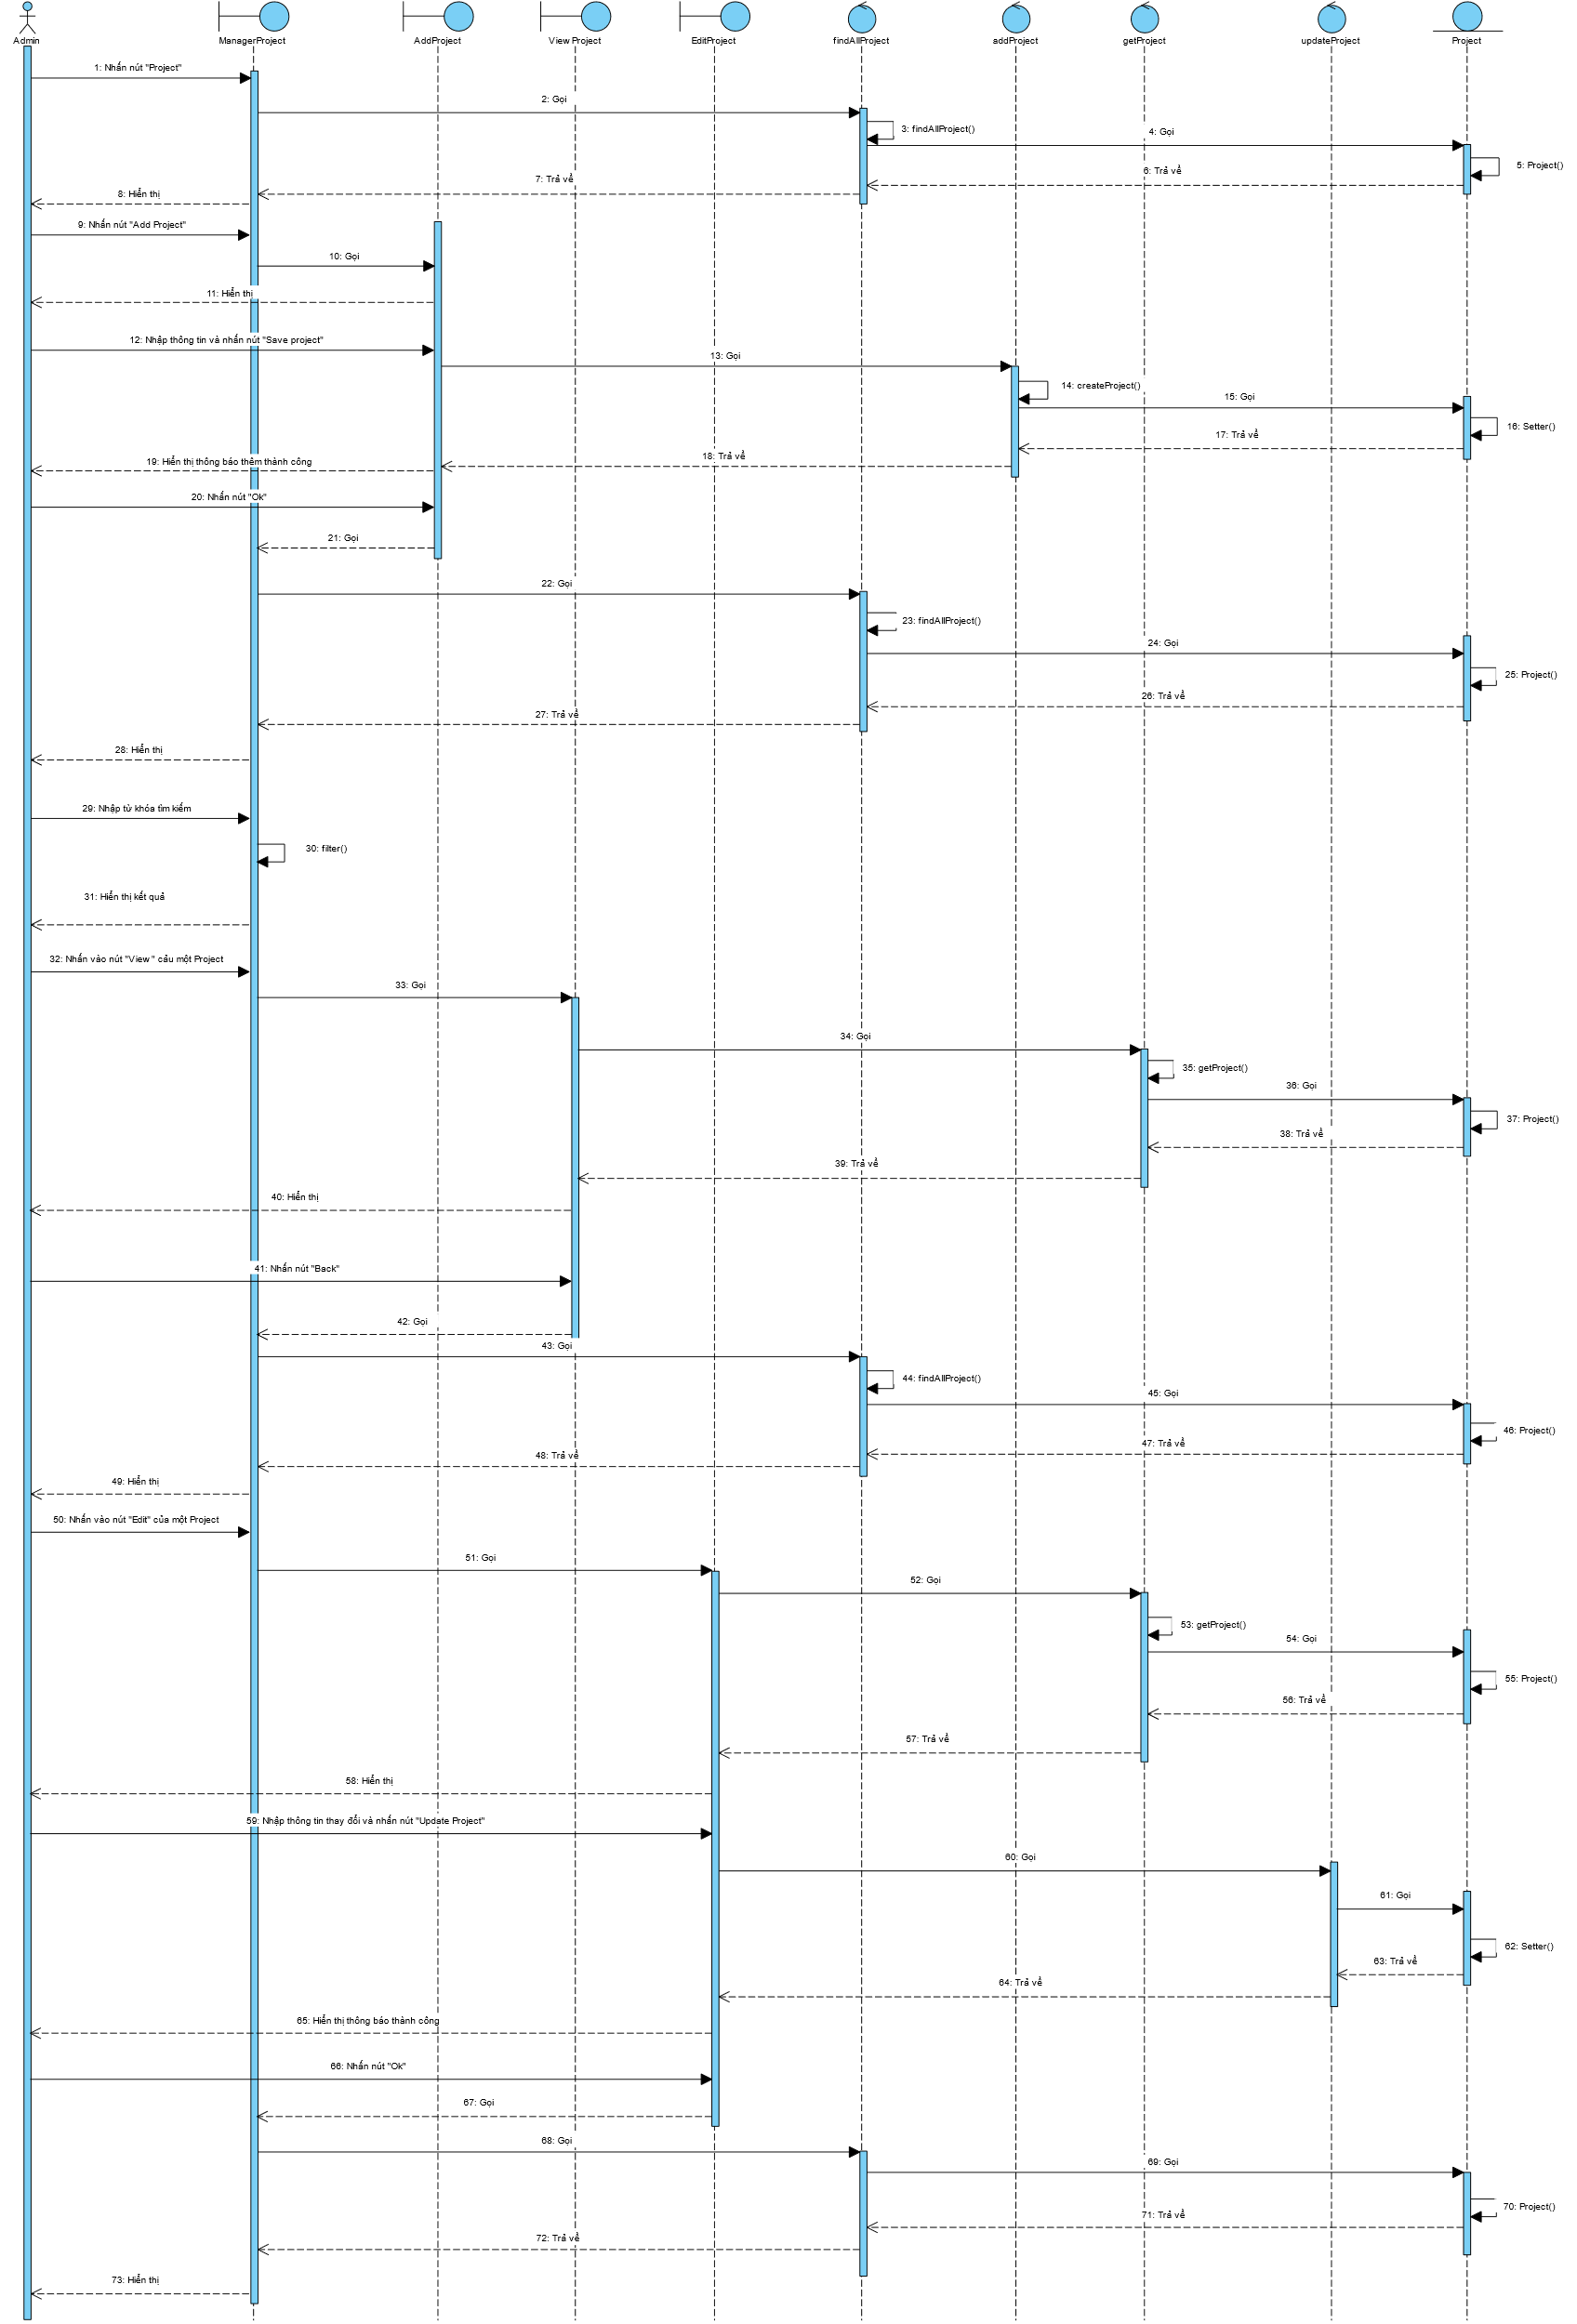 Admin
ManagerProject
AddProject
View Project
EditProject
findAllProject
addProject
getProject
updateProject
Project
1: Nhấn nút "Project"
2: Gọi
3: findAllProject()
4: Gọi
5: Project()
6: Trả về
7: Trả về
8: Hiển thị
9: Nhấn nút "Add Project"
10: Gọi
11: Hiển thị
12: Nhập thông tin và nhấn nút "Save project"
13: Gọi
14: createProject()
15: Gọi
16: Setter()
17: Trả về
18: Trả về
19: Hiển thị thông báo thêm thành công
20: Nhấn nút "Ok"
21: Gọi
22: Gọi
23: findAllProject()
24: Gọi
25: Project()
26: Trả về
27: Trả về
28: Hiển thị
29: Nhập từ khóa tìm kiếm
30: filter()
31: Hiển thị kết quả
32: Nhấn vào nút "View " cảu một Project
33: Gọi
34: Gọi
35: getProject()
36: Gọi
37: Project()
38: Trả về
39: Trả về
40: Hiển thị
41: Nhấn nút "Back"
42: Gọi
43: Gọi
44: findAllProject()
45: Gọi
46: Project()
47: Trả về
48: Trả về
49: Hiển thị
50: Nhấn vào nút "Edit" của một Project
51: Gọi
52: Gọi
53: getProject()
54: Gọi
55: Project()
56: Trả về
57: Trả về
58: Hiển thị
59: Nhập thông tin thay đổi và nhấn nút "Update Project"
60: Gọi
61: Gọi
62: Setter()
63: Trả về
64: Trả về
65: Hiển thị thông báo thành công
66: Nhấn nút "Ok"
67: Gọi
68: Gọi
69: Gọi
70: Project()
71: Trả về
72: Trả về
73: Hiển thị